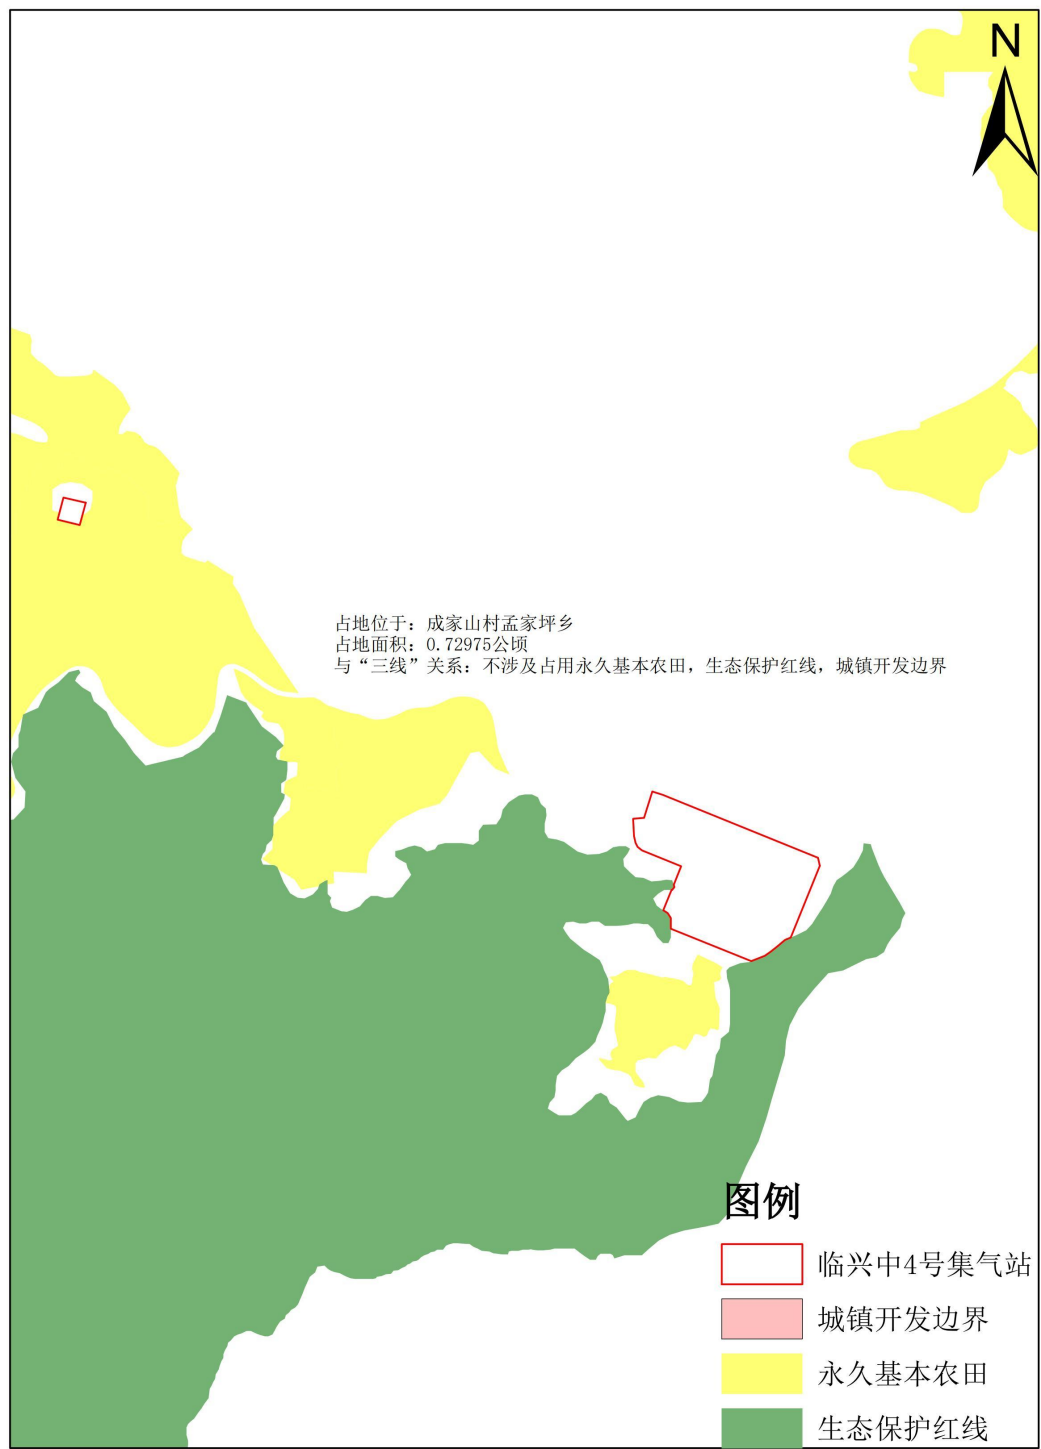 N
占地位于：成家山村孟家坪乡
占地面积：0.72975公顷
与“三线”关系：不涉及占用永久基本农田，生态保护红线，城镇开发边界
图例
临兴中4号集气站
城镇开发边界
永久基本农田
生态保护红线